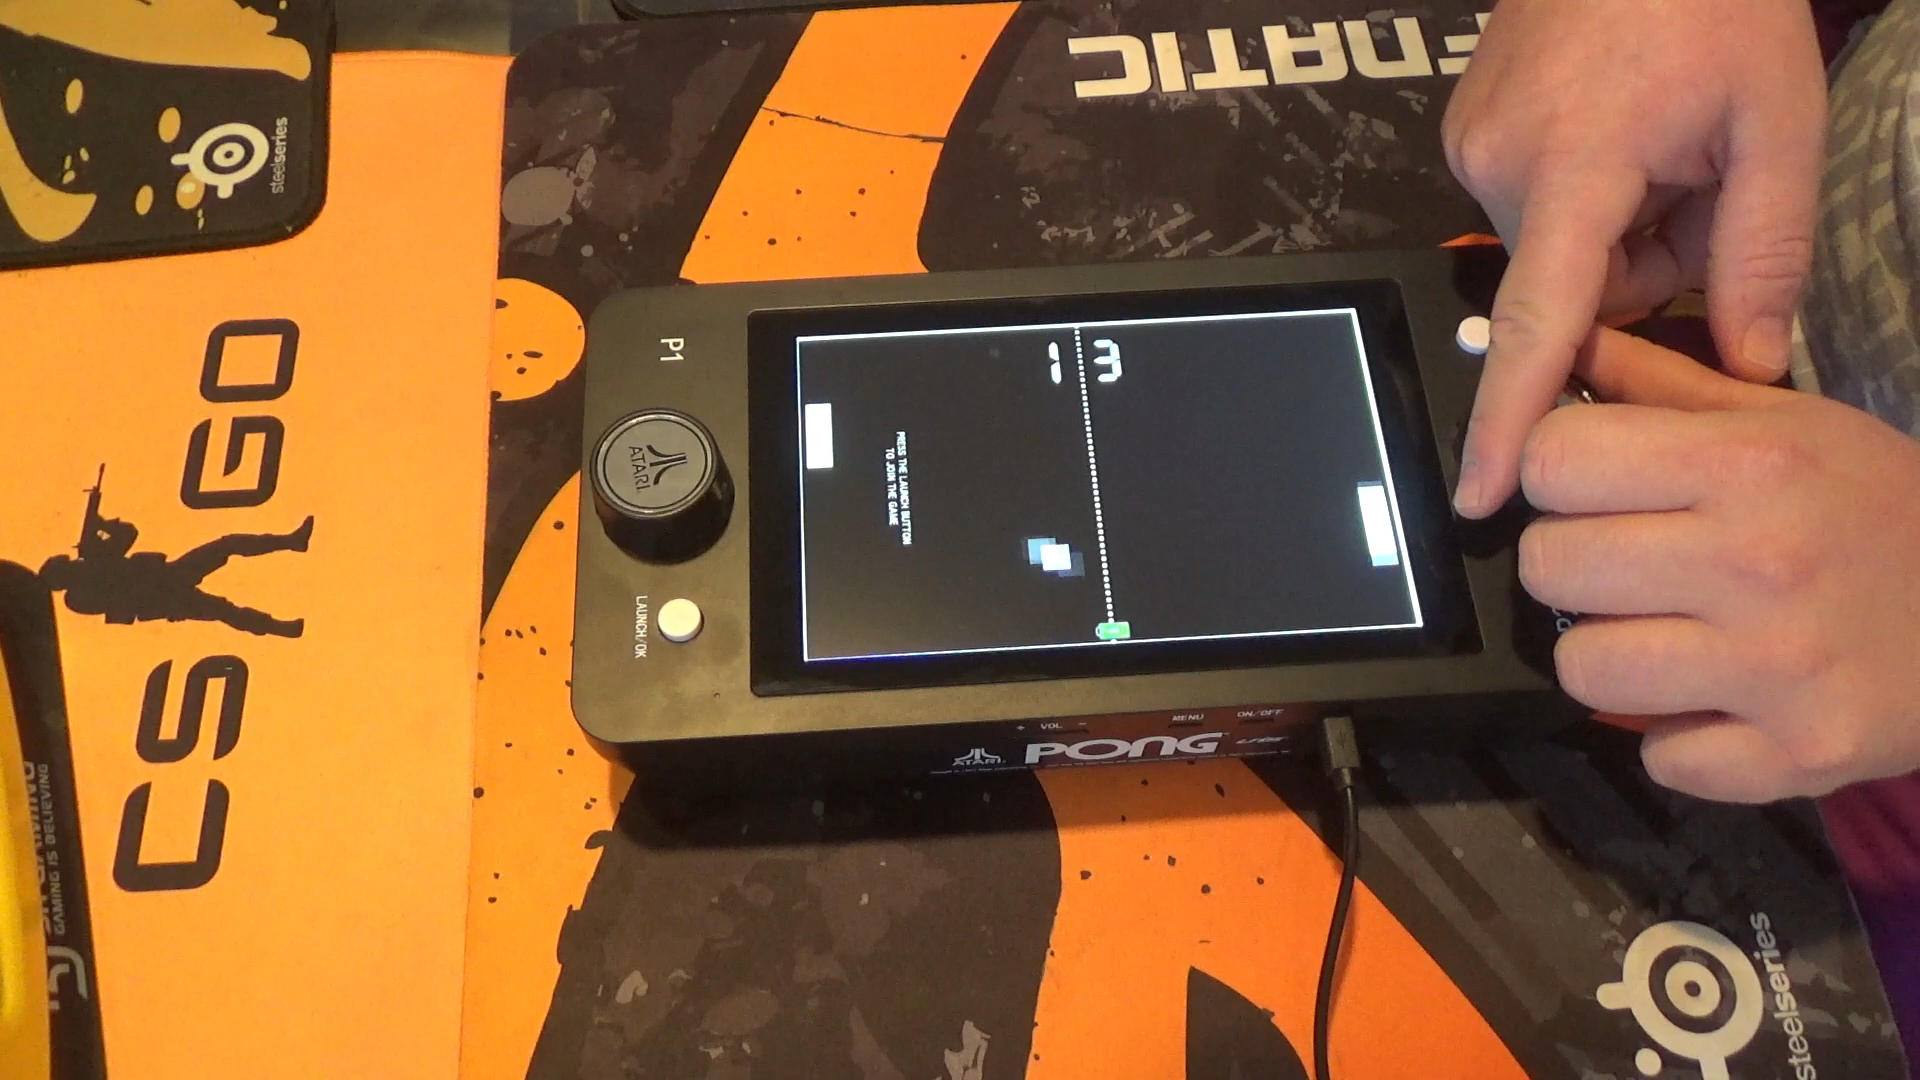 FNATIC
steelseries
CS GO
GAMING IS BELIEVING
P1
ATARI
LAUNCH/OK
1
3
PRESS THE LAUNCH BUTTON
TO JOIN THE GAME
+ VOL -
MENU
ON/OFF
ATARI
PONG
steelseries